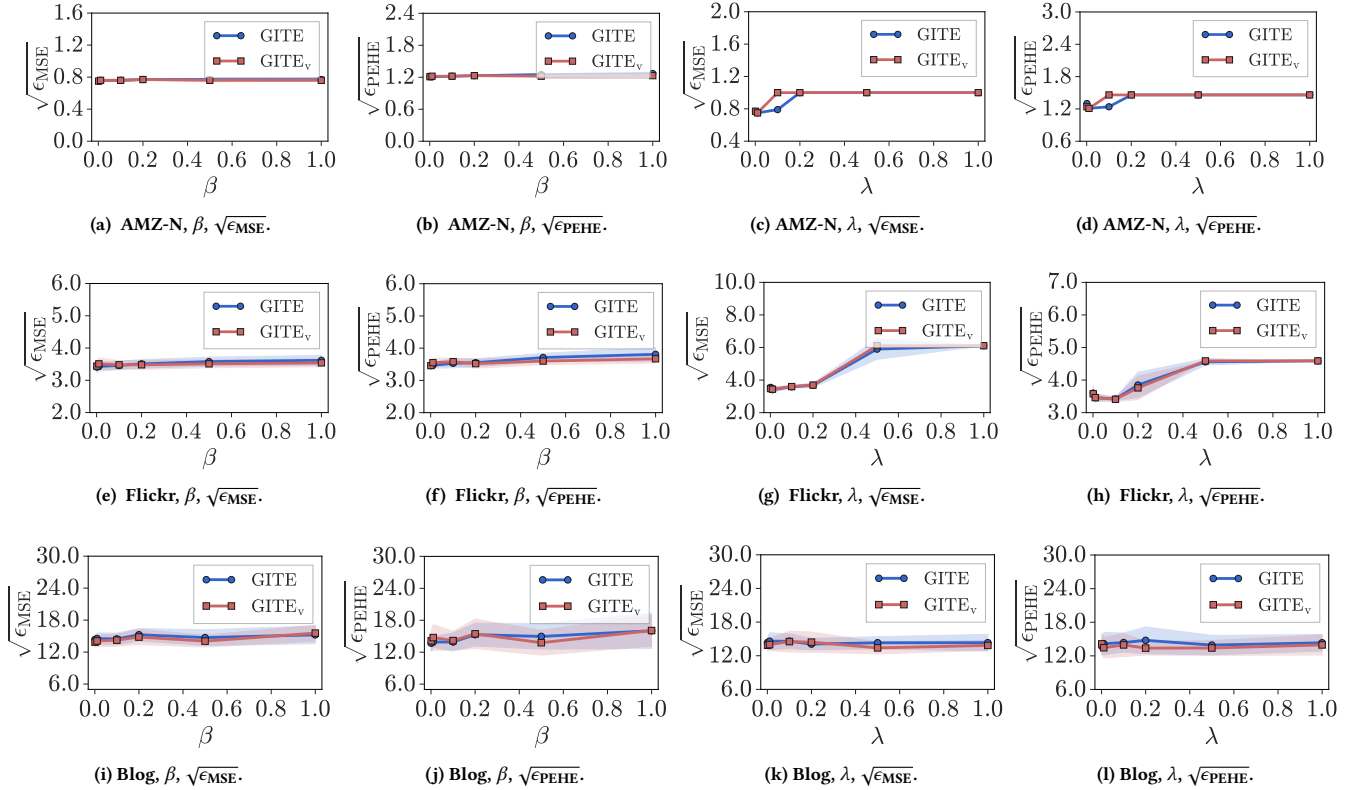 1.6
1.2
0.8
0.4
0.0
√ϵMSE
GITE
GITEv
0.0 0.2 0.4 0.6 0.8 1.0
β
(a) AMZ-N, β, √ϵMSE.
2.4
1.8
1.2
0.6
0.0
√ϵPEHE
GITE
GITEv
0.0 0.2 0.4 0.6 0.8 1.0
β
(b) AMZ-N, β, √ϵPEHE.
1.6
1.3
1.0
0.7
0.4
√ϵMSE
GITE
GITEv
0.0 0.2 0.4 0.6 0.8 1.0
λ
(c) AMZ-N, λ, √ϵMSE.
3.0
2.4
1.8
1.2
0.6
√ϵPEHE
GITE
GITEv
0.0 0.2 0.4 0.6 0.8 1.0
λ
(d) AMZ-N, λ, √ϵPEHE.
6.0
5.0
4.0
3.0
2.0
√ϵMSE
GITE
GITEv
0.0 0.2 0.4 0.6 0.8 1.0
β
(e) Flickr, β, √ϵMSE.
6.0
5.0
4.0
3.0
2.0
√ϵPEHE
GITE
GITEv
0.0 0.2 0.4 0.6 0.8 1.0
β
(f) Flickr, β, √ϵPEHE.
10.0
8.0
6.0
4.0
2.0
√ϵMSE
GITE
GITEv
0.0 0.2 0.4 0.6 0.8 1.0
λ
(g) Flickr, λ, √ϵMSE.
7.0
6.0
5.0
4.0
3.0
√ϵPEHE
GITE
GITEv
0.0 0.2 0.4 0.6 0.8 1.0
λ
(h) Flickr, λ, √ϵPEHE.
30.0
24.0
18.0
12.0
6.0
√ϵMSE
GITE
GITEv
0.0 0.2 0.4 0.6 0.8 1.0
β
(i) Blog, β, √ϵMSE.
30.0
24.0
18.0
12.0
6.0
√ϵPEHE
GITE
GITEv
0.0 0.2 0.4 0.6 0.8 1.0
β
(j) Blog, β, √ϵPEHE.
30.0
24.0
18.0
12.0
6.0
√ϵMSE
GITE
GITEv
0.0 0.2 0.4 0.6 0.8 1.0
λ
(k) Blog, λ, √ϵMSE.
30.0
24.0
18.0
12.0
6.0
√ϵPEHE
GITE
GITEv
0.0 0.2 0.4 0.6 0.8 1.0
λ
(l) Blog, λ, √ϵPEHE.